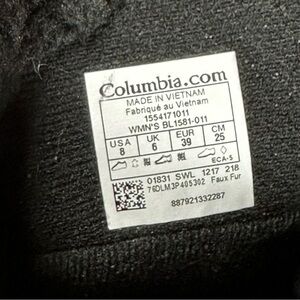 Columbia.com
MADE IN VIETNAM
Fabriqué au Vietnam
1554171011
WMN'S BL1581-011
USA UK EUR CM
8 6 39 25
ECA-5
01831 SWL 1217 218
76DLM3P405302 Faux Fur
887921332287